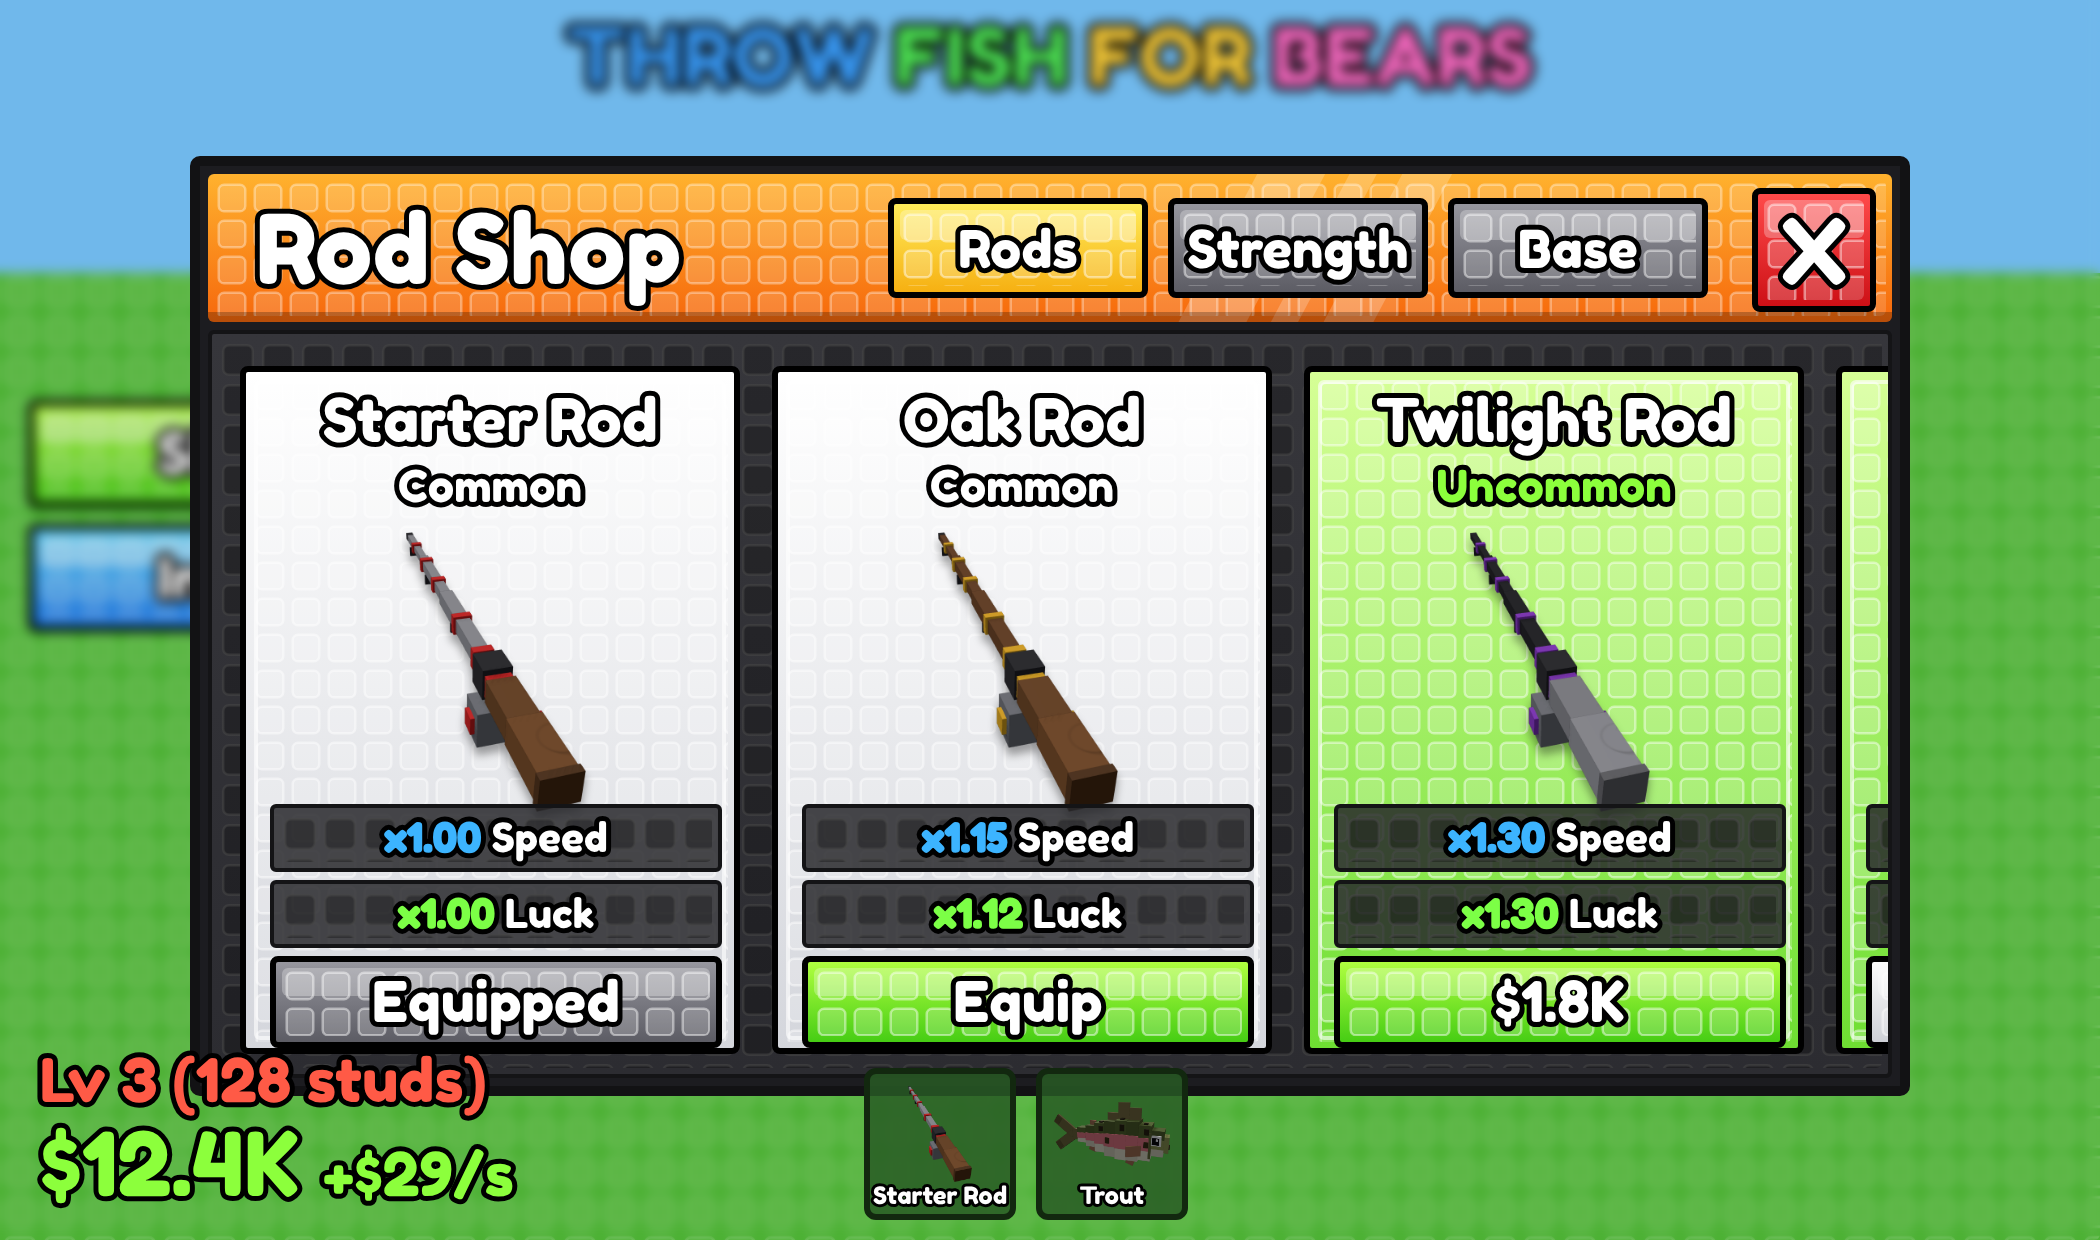 THROW FISH FOR BEARS
Rod Shop
Rods
Strength
Base
Starter Rod
Common
x1.00 Speed
x1.00 Luck
Equipped
Oak Rod
Common
x1.15 Speed
x1.12 Luck
Equip
Twilight Rod
Uncommon
x1.30 Speed
x1.30 Luck
$1.8K
Lv 3 (128 studs)
$12.4K +$29/s
Starter Rod
Trout